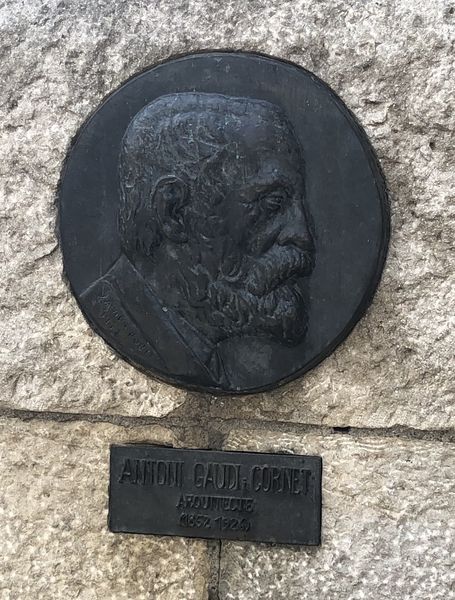 ANTONI GAUDI·CORNET
ARQUITECTE
(1852 1926)